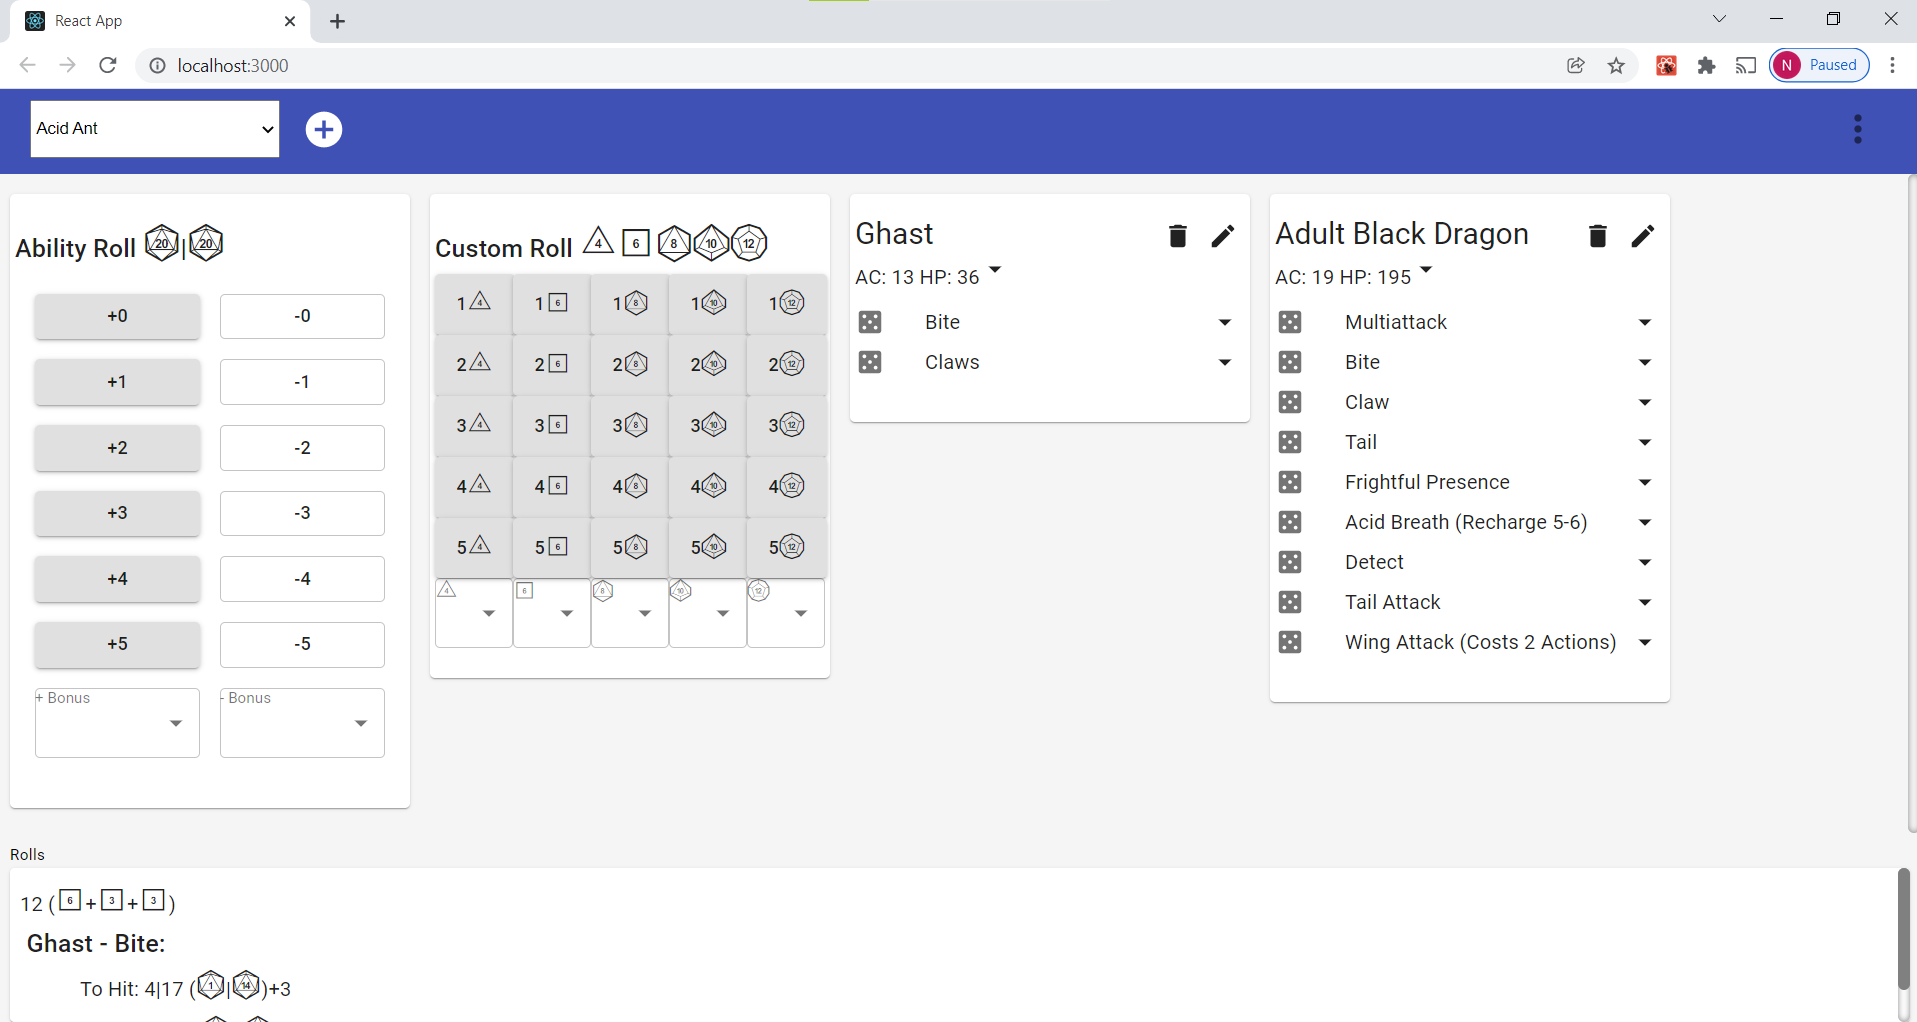 React App
localhost:3000
N Paused
Acid Ant
Ability Roll 20|20
+0 -0
+1 -1
+2 -2
+3 -3
+4 -4
+5 -5
+ Bonus - Bonus
Custom Roll 4 6 8 10 12
1 4 1 6 1 8 1 10 1 12
2 4 2 6 2 8 2 10 2 12
3 4 3 6 3 8 3 10 3 12
4 4 4 6 4 8 4 10 4 12
5 4 5 6 5 8 5 10 5 12
4 6 8 10 12
Ghast
AC: 13 HP: 36
Bite
Claws
Adult Black Dragon
AC: 19 HP: 195
Multiattack
Bite
Claw
Tail
Frightful Presence
Acid Breath (Recharge 5-6)
Detect
Tail Attack
Wing Attack (Costs 2 Actions)
Rolls
12 (6+3+3)
Ghast - Bite:
To Hit: 4|17 (1|14)+3